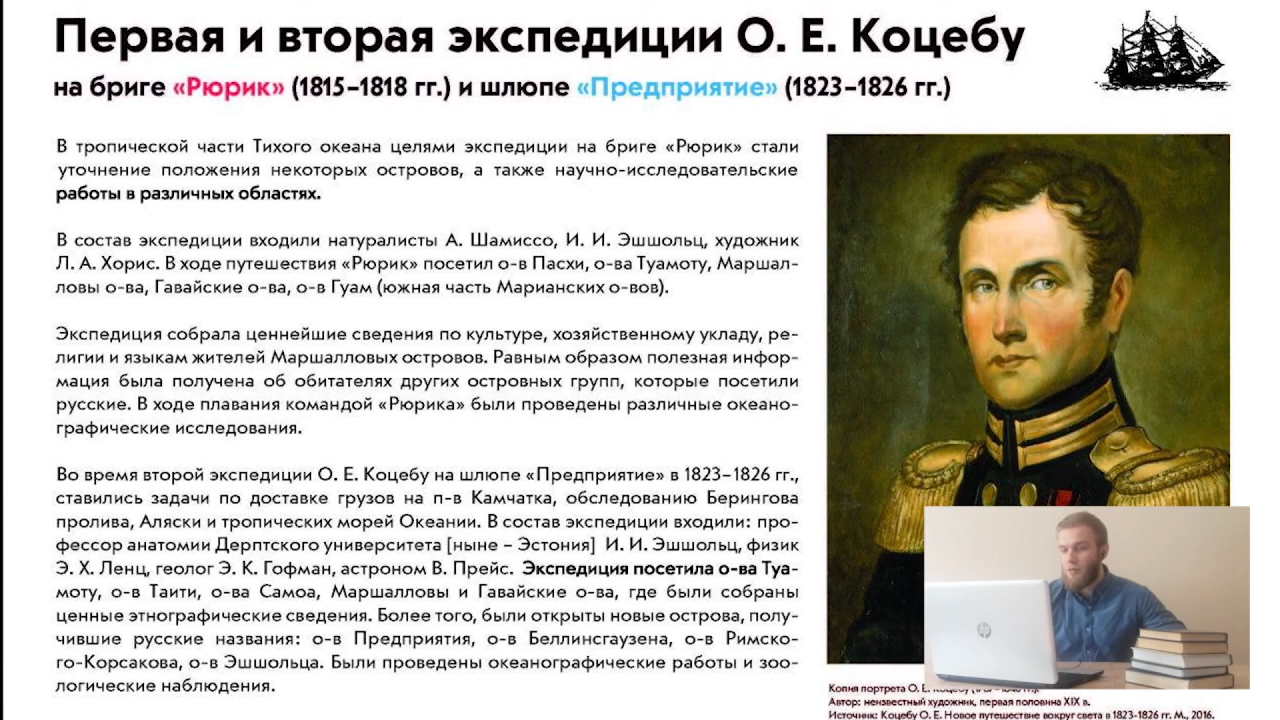 Первая и вторая экспедиции О. Е. Коцебу
на бриге «Рюрик» (1815–1818 гг.) и шлюпе «Предприятие» (1823–1826 гг.)
В тропической части Тихого океана целями экспедиции на бриге «Рюрик» стали
уточнение положения некоторых островов, а также научно-исследовательские
работы в различных областях.
В состав экспедиции входили натуралисты А. Шамиссо, И. И. Эшшольц, художник
Л. А. Хорис. В ходе путешествия «Рюрик» посетил о-в Пасхи, о-ва Туамоту, Маршал-
ловы о-ва, Гавайские о-ва, о-в Гуам (южная часть Марианских о-вов).
Экспедиция собрала ценнейшие сведения по культуре, хозяйственному укладу, ре-
лигии и языкам жителей Маршалловых островов. Равным образом полезная инфор-
мация была получена об обитателях других островных групп, которые посетили
русские. В ходе плавания командой «Рюрика» были проведены различные океано-
графические исследования.
Во время второй экспедиции О. Е. Коцебу на шлюпе «Предприятие» в 1823–1826 гг.,
ставились задачи по доставке грузов на п-в Камчатка, обследованию Берингова
пролива, Аляски и тропических морей Океании. В состав экспедиции входили: про-
фессор анатомии Дерптского университета [ныне – Эстония] И. И. Эшшольц, физик
Э. Х. Ленц, геолог Э. К. Гофман, астроном В. Прейс. Экспедиция посетила о-ва Туа-
моту, о-в Таити, о-ва Самоа, Маршалловы и Гавайские о-ва, где были собраны
ценные этнографические сведения. Более того, были открыты новые острова, полу-
чившие русские названия: о-в Предприятия, о-в Беллинсгаузена, о-в Римско-
го-Корсакова, о-в Эшшольца. Были проведены океанографические работы и зоо-
логические наблюдения.
hp
Копия портрета О. Е. Коцебу
Автор: неизвестный художник, первая половина XIX в.
Источник: Коцебу О. Е. Новое путешествие вокруг света в 1823-1826 гг. М., 2016.